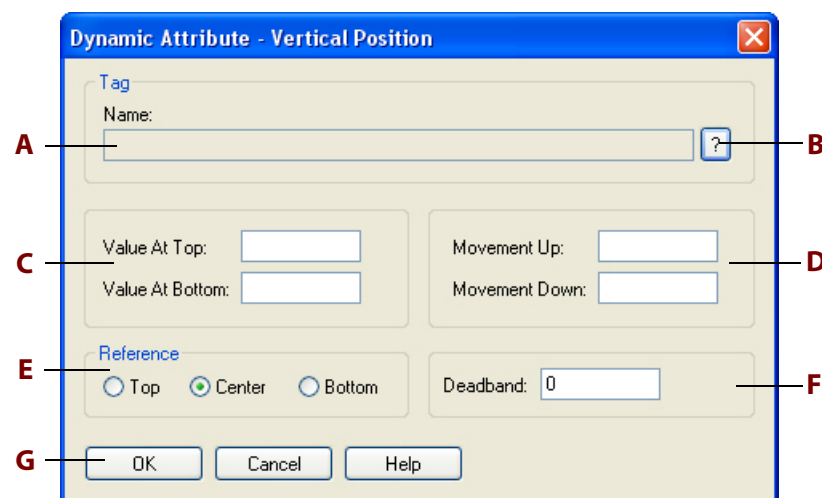 Dynamic Attribute - Vertical Position
Tag
Name:
A
?
B
C
Value At Top:
Value At Bottom:
Movement Up:
Movement Down:
D
E
Reference
Top
Center
Bottom
Deadband: 0
F
G
OK
Cancel
Help